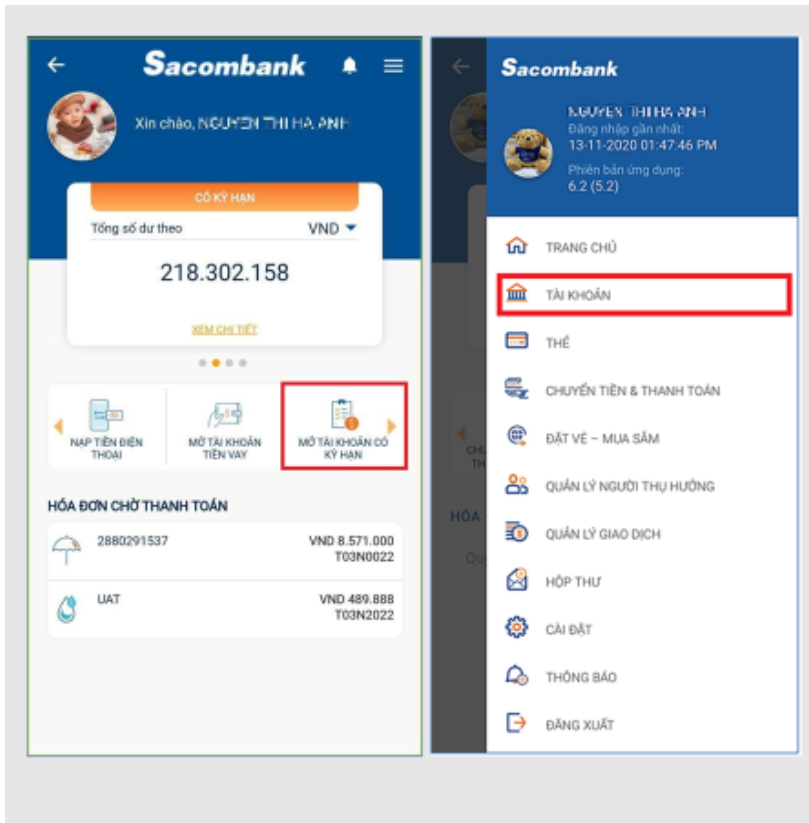 Sacombank
Xin chào, NGUYEN THI HA ANH
CÓ KỲ HẠN
Tổng số dư theo VND
218.302.158
XEM CHI TIẾT
NẠP TIỀN ĐIỆN
THOẠI
MỞ TÀI KHOẢN
TIỀN VAY
MỞ TÀI KHOẢN CÓ
KỲ HẠN
HÓA ĐƠN CHỜ THANH TOÁN
2880291537 VND 8.571.000
T03N0022
UAT VND 489.888
T03N2022
Sacombank
NGUYEN THI HA ANH
Đăng nhập gần nhất:
13-11-2020 01:47:46 PM
Phiên bản ứng dụng:
6.2 (5.2)
TRANG CHỦ
TÀI KHOẢN
THẺ
CHUYỂN TIỀN & THANH TOÁN
ĐẶT VÉ – MUA SẮM
QUẢN LÝ NGƯỜI THỤ HƯỞNG
QUẢN LÝ GIAO DỊCH
HỘP THƯ
CÀI ĐẶT
THÔNG BÁO
ĐĂNG XUẤT
HÓA